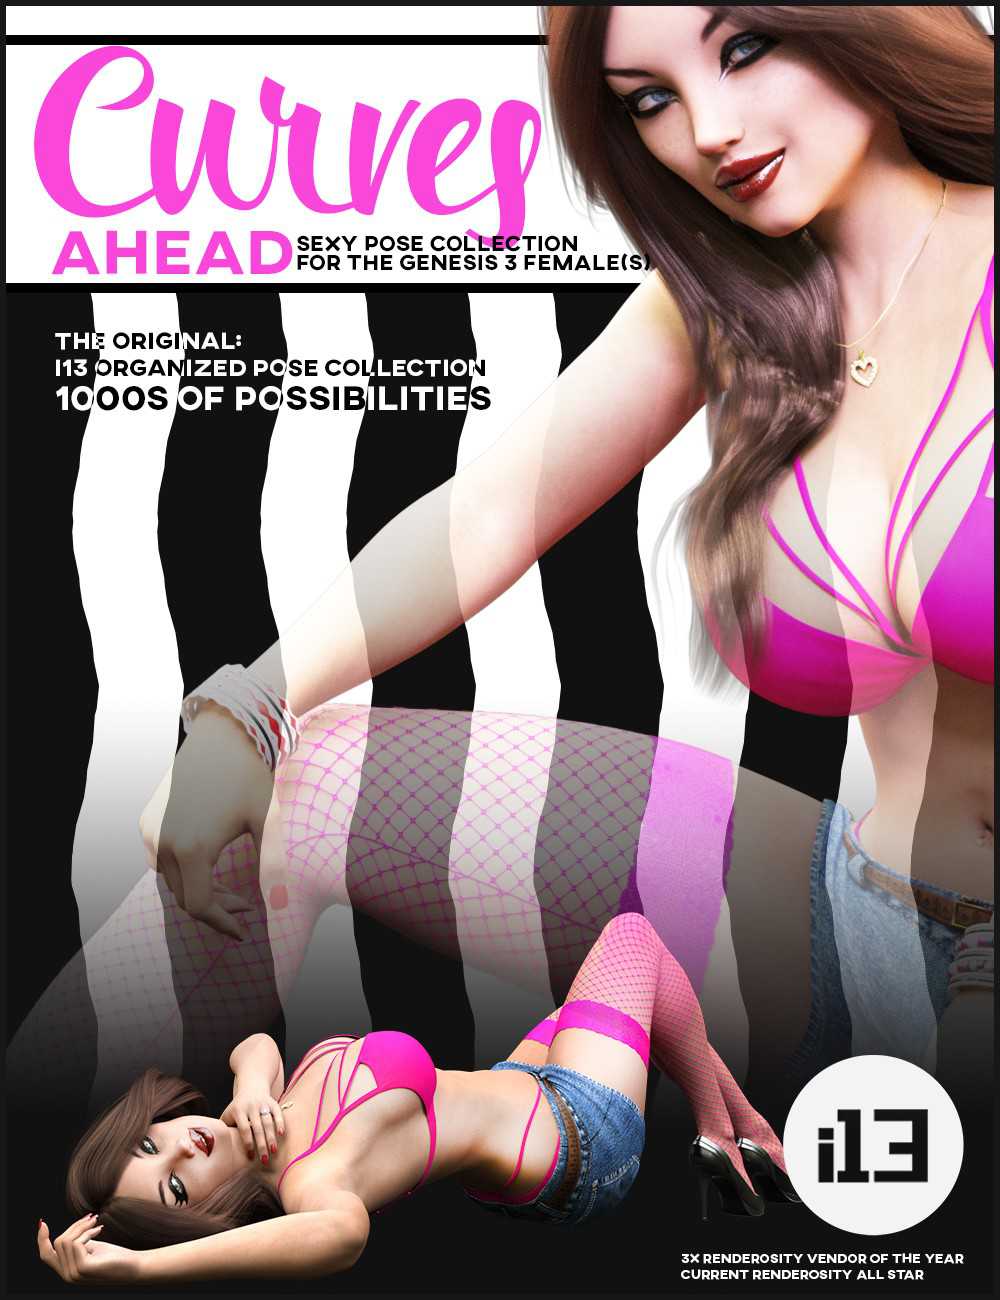 Curves
AHEAD
SEXY POSE COLLECTION
FOR THE GENESIS 3 FEMALE(S)
THE ORIGINAL:
I13 ORGANIZED POSE COLLECTION
1000S OF POSSIBILITIES
i13
3X RENDEROSITY VENDOR OF THE YEAR
CURRENT RENDEROSITY ALL STAR